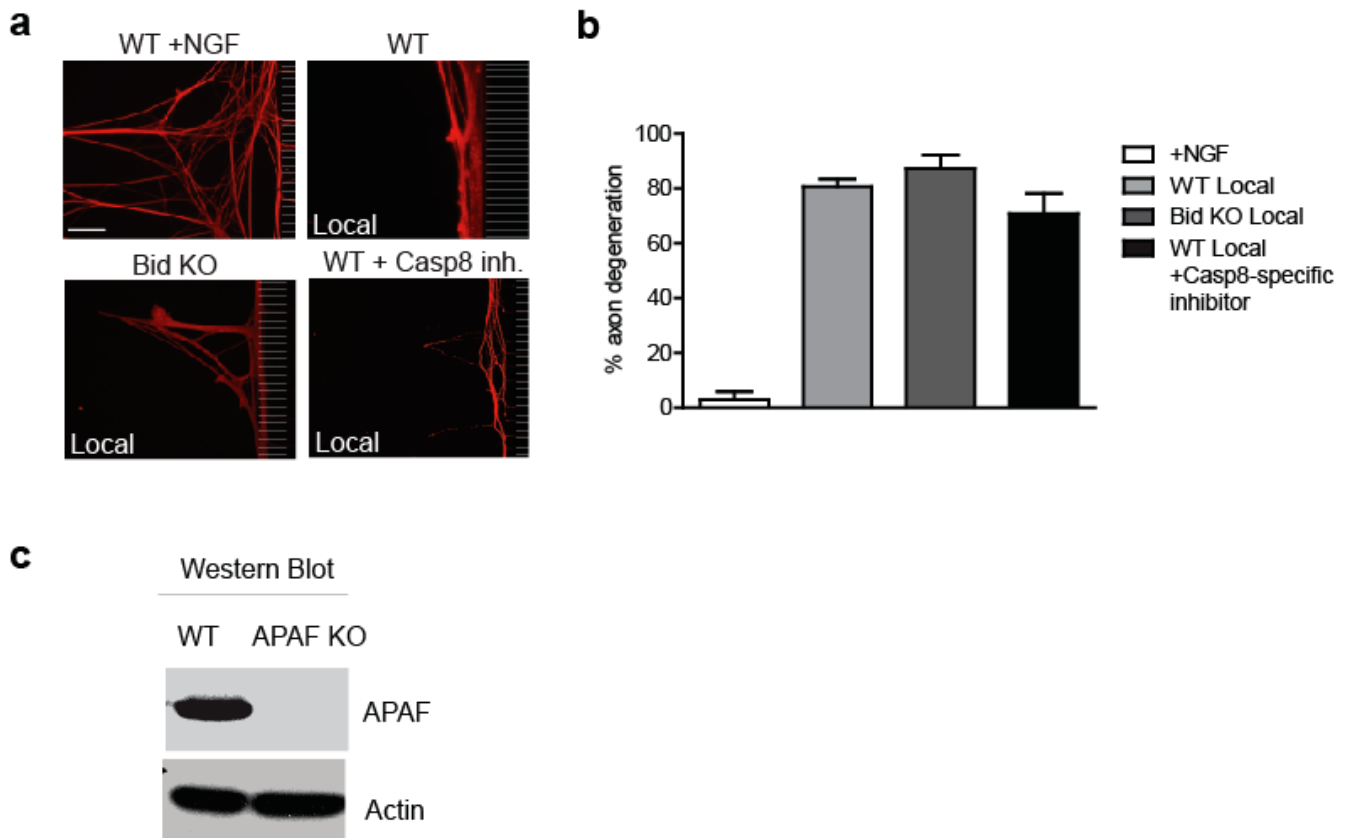 a
WT +NGF
WT
Local
Bid KO
WT + Casp8 inh.
Local
Local
b
% axon degeneration
100
80
60
40
20
0
+NGF
WT Local
Bid KO Local
WT Local
+Casp8-specific
inhibitor
c
Western Blot
WT APAF KO
APAF
Actin